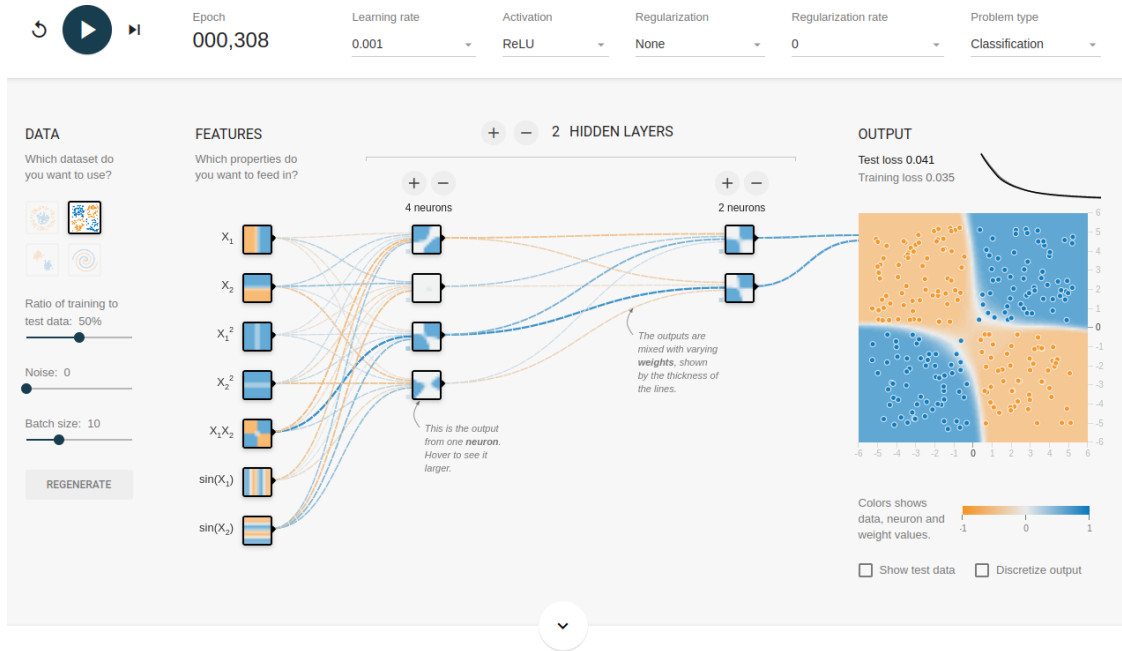 Epoch
000,308
Learning rate
0.001
Activation
ReLU
Regularization
None
Regularization rate
0
Problem type
Classification
DATA
Which dataset do
you want to use?
Ratio of training to
test data: 50%
Noise: 0
Batch size: 10
REGENERATE
FEATURES
Which properties do
you want to feed in?
X1
X2
X1²
X2²
X1X2
sin(X1)
sin(X2)
+ − 2 HIDDEN LAYERS
+ −
4 neurons
+ −
2 neurons
This is the output
from one neuron.
Hover to see it
larger.
The outputs are
mixed with varying
weights, shown
by the thickness of
the lines.
OUTPUT
Test loss 0.041
Training loss 0.035
6
5
4
3
2
1
0
-1
-2
-3
-4
-5
-6
-6 -5 -4 -3 -2 -1 0 1 2 3 4 5 6
Colors shows
data, neuron and
weight values.
-1 0 1
Show test data
Discretize output